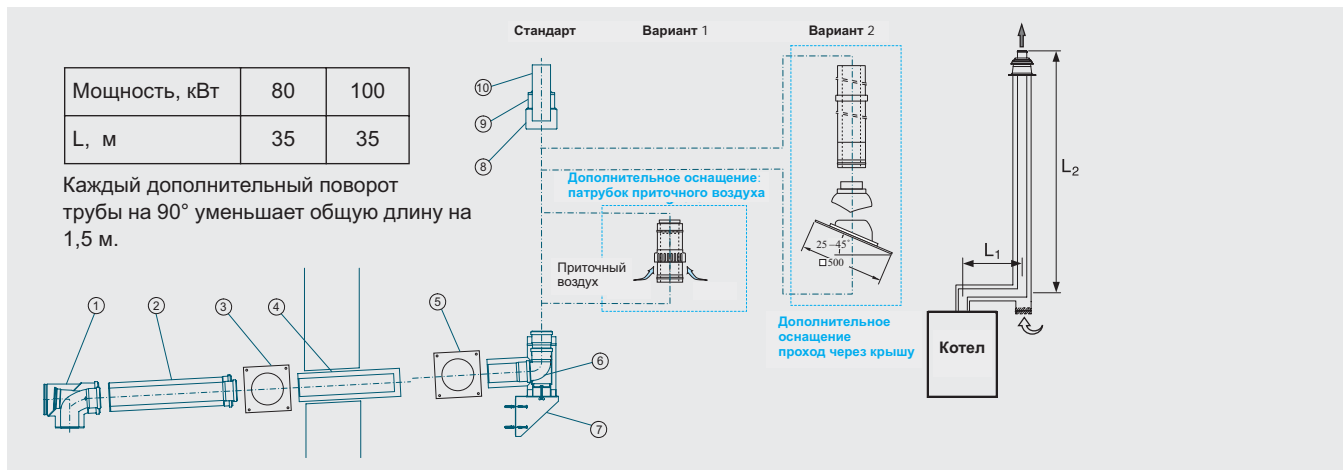 Стандарт
Вариант 1
Вариант 2
Мощность, кВт 80 100
L, м 35 35
Каждый дополнительный поворот
трубы на 90° уменьшает общую длину на
1,5 м.
10
9
8
Дополнительное оснащение:
патрубок приточного воздуха
Приточный
воздух
25–45°
□500
L2
L1
Котел
Дополнительное
оснащение
проход через крышу
1
2
3
4
5
6
7